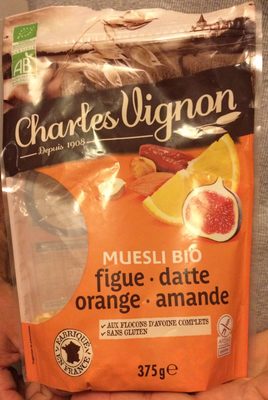 AB
Charles Vignon
Depuis 1908
MUESLI BIO
figue · datte
orange · amande
✓ AUX FLOCONS D'AVOINE COMPLETS
✓ SANS GLUTEN
FABRIQUÉ
EN FRANCE
375g℮